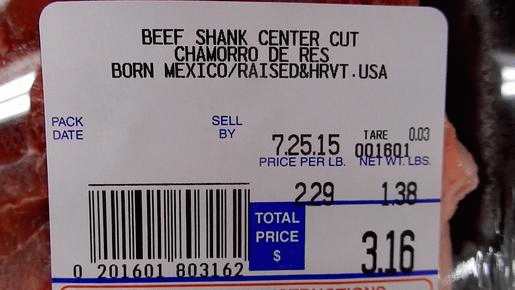 BEEF SHANK CENTER CUT
CHAMORRO DE RES
BORN MEXICO/RAISED&HRVT.USA
PACK DATE
SELL BY
7.25.15
TARE 0.03
001601
PRICE PER LB. NET WT. LBS.
2.29 1.38
TOTAL PRICE $
3.16
0 201601 803162